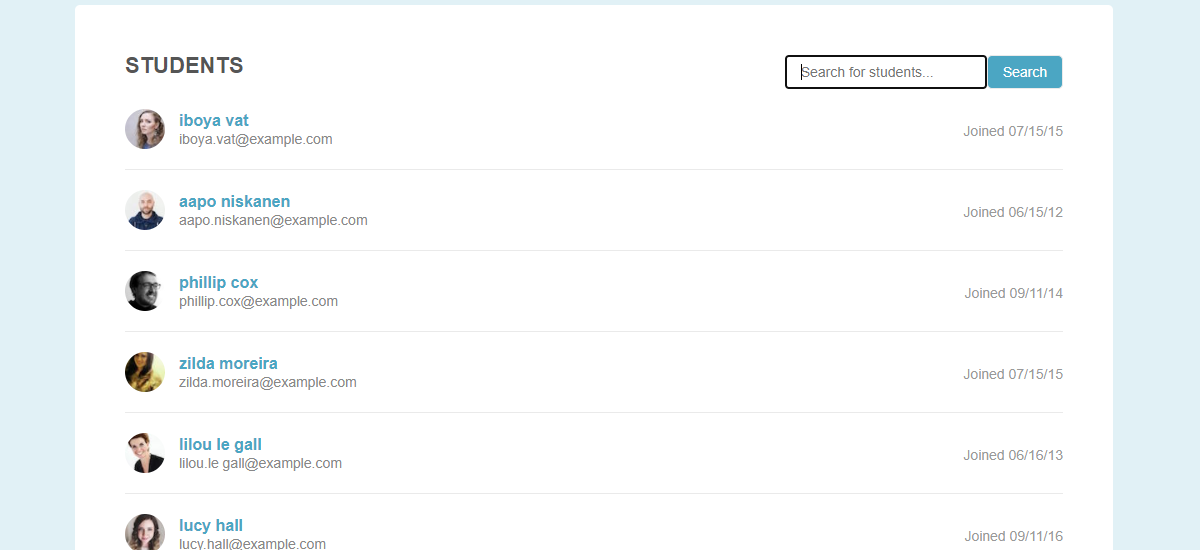 STUDENTS
Search for students... Search
iboya vat
iboya.vat@example.com
Joined 07/15/15
aapo niskanen
aapo.niskanen@example.com
Joined 06/15/12
phillip cox
phillip.cox@example.com
Joined 09/11/14
zilda moreira
zilda.moreira@example.com
Joined 07/15/15
lilou le gall
lilou.le gall@example.com
Joined 06/16/13
lucy hall
lucy.hall@example.com
Joined 09/11/16